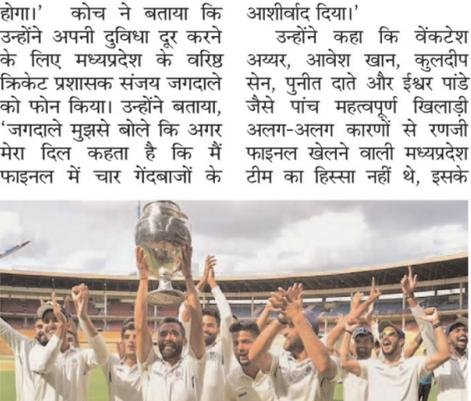 होगा।' कोच ने बताया कि
उन्होंने अपनी दुविधा दूर करने
के लिए मध्यप्रदेश के वरिष्ठ
क्रिकेट प्रशासक संजय जगदाले
को फोन किया। उन्होंने बताया,
'जगदाले मुझसे बोले कि अगर
मेरा दिल कहता है कि मैं
फाइनल में चार गेंदबाजों के
आशीर्वाद दिया।'
उन्होंने कहा कि वेंकटेश
अय्यर, आवेश खान, कुलदीप
सेन, पुनीत दाते और ईश्वर पांडे
जैसे पांच महत्वपूर्ण खिलाड़ी
अलग-अलग कारणों से रणजी
फाइनल खेलने वाली मध्यप्रदेश
टीम का हिस्सा नहीं थे, इसके